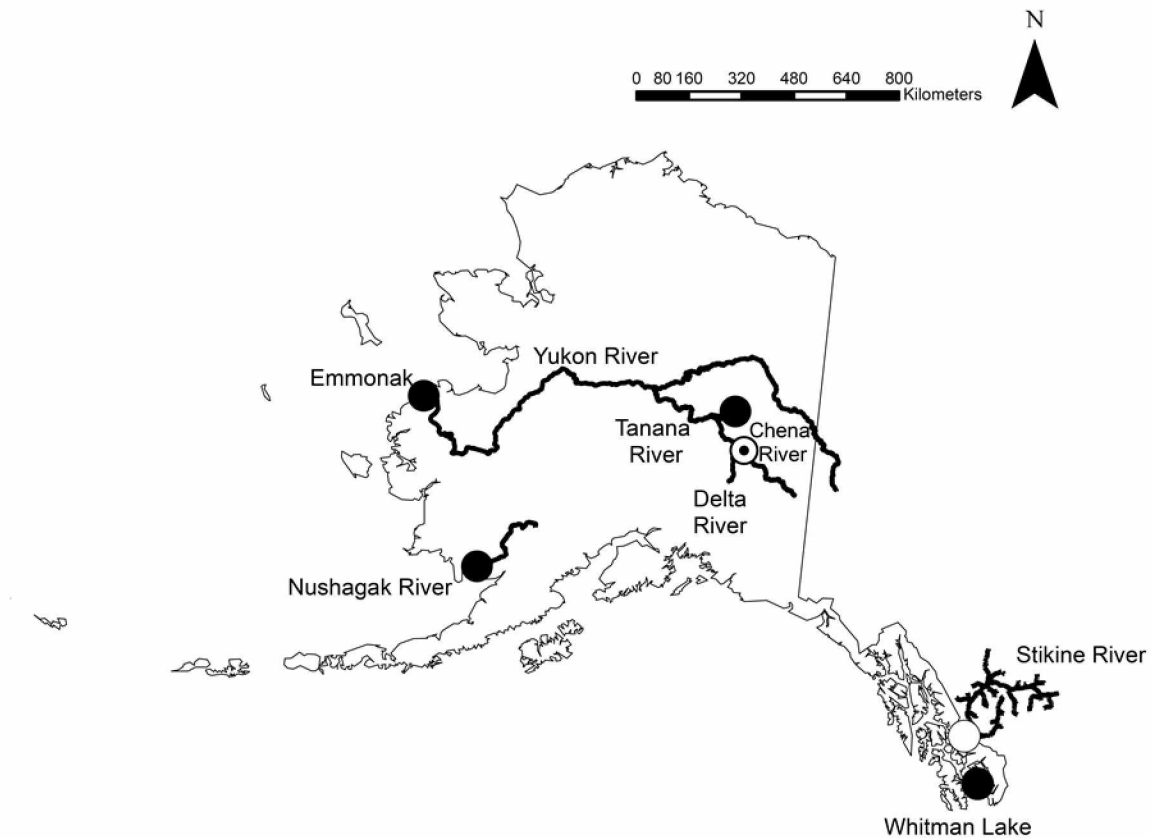 N
0 80 160 320 480 640 800
Kilometers
Yukon River
Emmonak
Tanana
River
Chena
River
Delta
River
Nushagak River
Stikine River
Whitman Lake